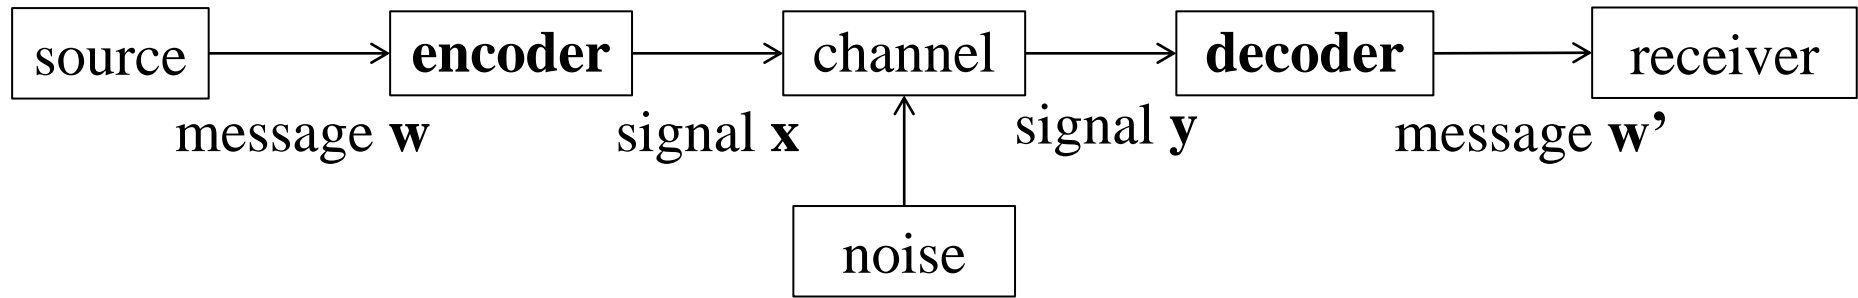 source
encoder
channel
decoder
receiver
message w
signal x
signal y
message w’
noise